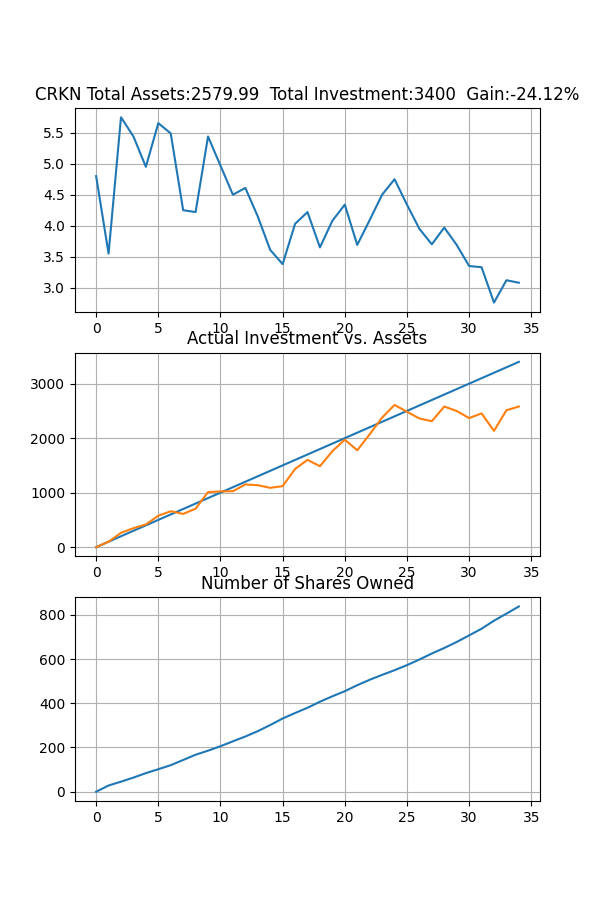 CRKN Total Assets:2579.99  Total Investment:3400  Gain:-24.12%
5.5
5.0
4.5
4.0
3.5
3.0
0 5 10 15 20 25 30 35
Actual Investment vs. Assets
3000
2000
1000
0
0 5 10 15 20 25 30 35
Number of Shares Owned
800
600
400
200
0
0 5 10 15 20 25 30 35